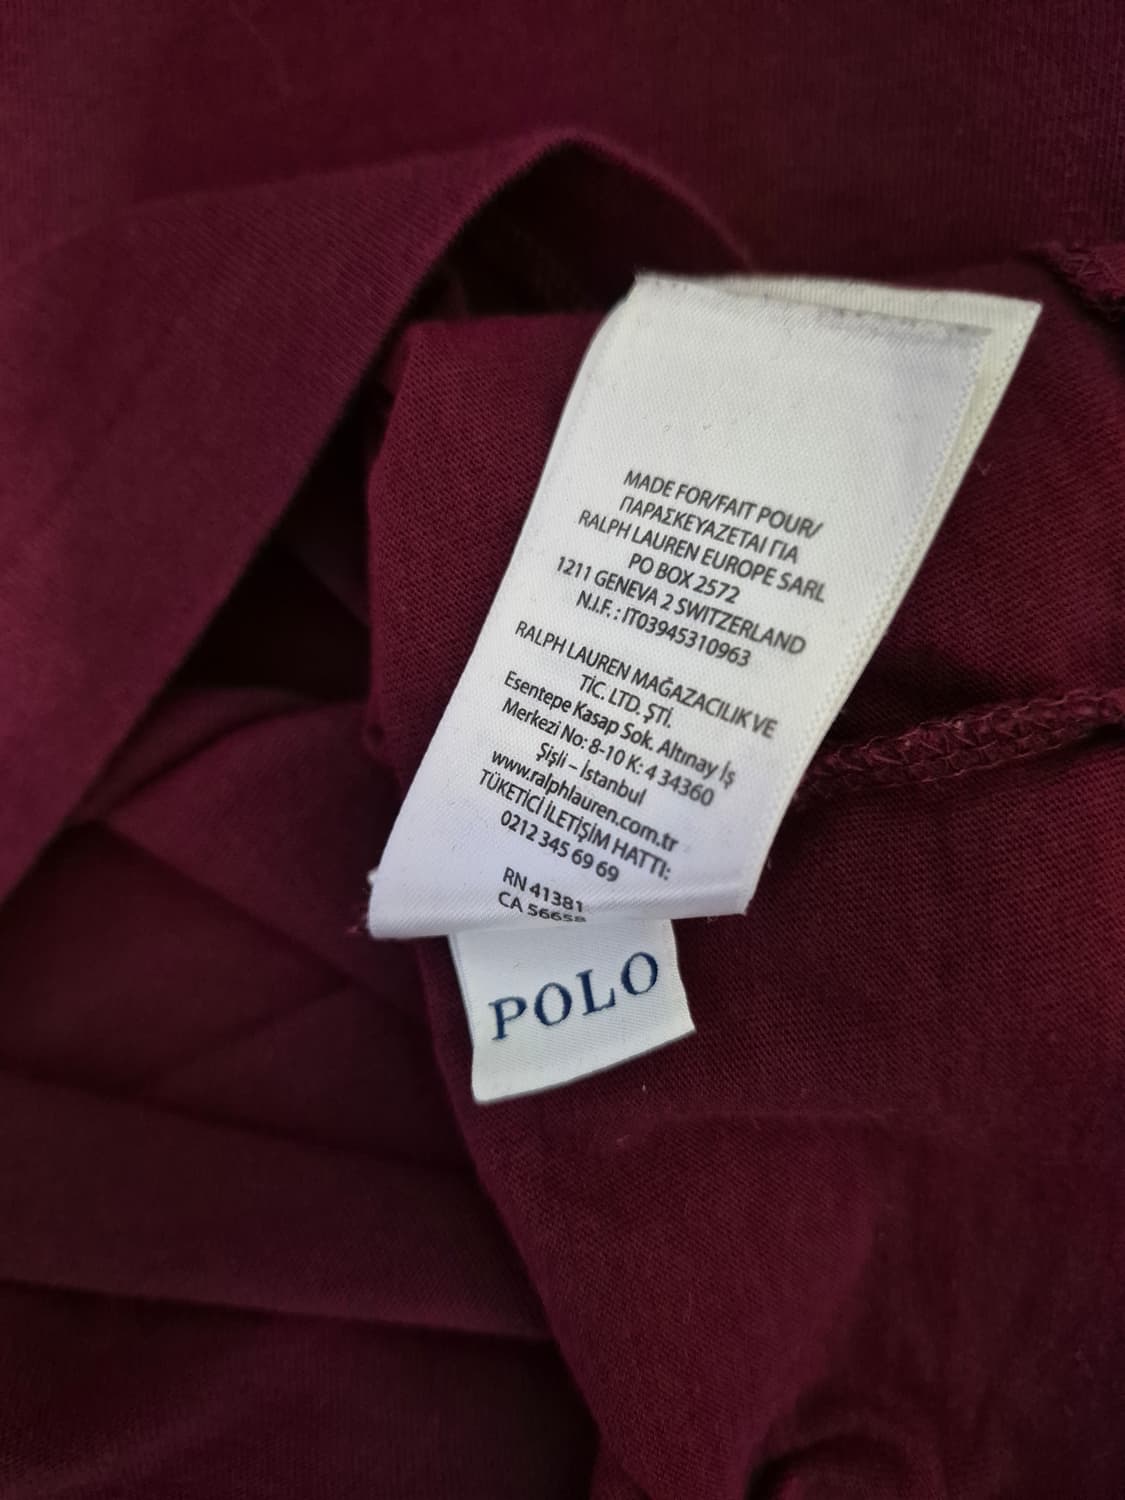 MADE FOR/FAIT POUR/
ΠΑΡΑΣΚΕΥΑΖΕΤΑΙ ΓΙΑ
RALPH LAUREN EUROPE SARL
PO BOX 2572
1211 GENEVA 2 SWITZERLAND
N.I.F. : IT03945310963
RALPH LAUREN MAĞAZACILIK VE
TİC. LTD. ŞTİ.
Esentepe Kasap Sok. Altınay İş
Merkezi No: 8-10 K: 4 34360
Şişli – İstanbul
www.ralphlauren.com.tr
TÜKETİCİ İLETİŞİM HATTI:
0212 345 69 69
RN 41381
CA 56658
POLO